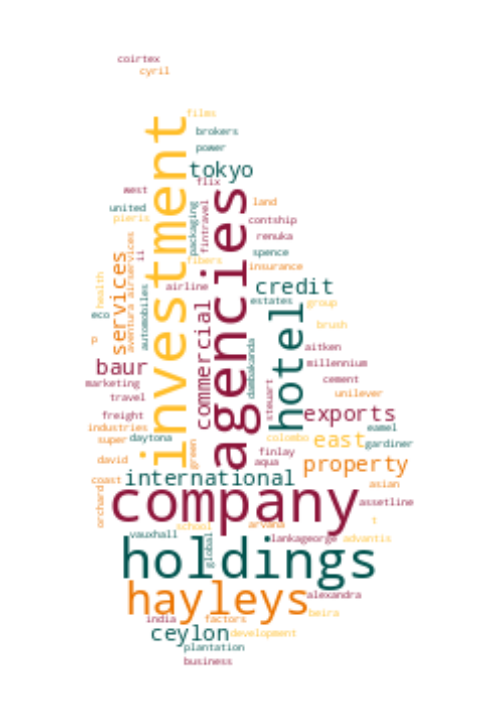 coirtex
cyril
films
brokers
power
tokyo
flix
west
land
united
pieris
contship
renuka
packaging
fintravel
investment
agencies
ii
spence
fibers
insurance
services
aventura airservices
health
airline
credit
estates
group
eco
automobiles
commercial
hotel
brush
p
dambakanda
aitken
baur
millennium
marketing
cement
steuart
travel
unilever
freight
exports
industries
eamel
super
daytona
colombo
east
gardiner
green
finlay
david
aqua
property
coast
international
asian
orchard
company
assetline
school
arvana
t
vauxhall
global
lankageorge
advantis
holdings
hayleys
alexandra
beira
india
factors
ceylon
development
plantation
business